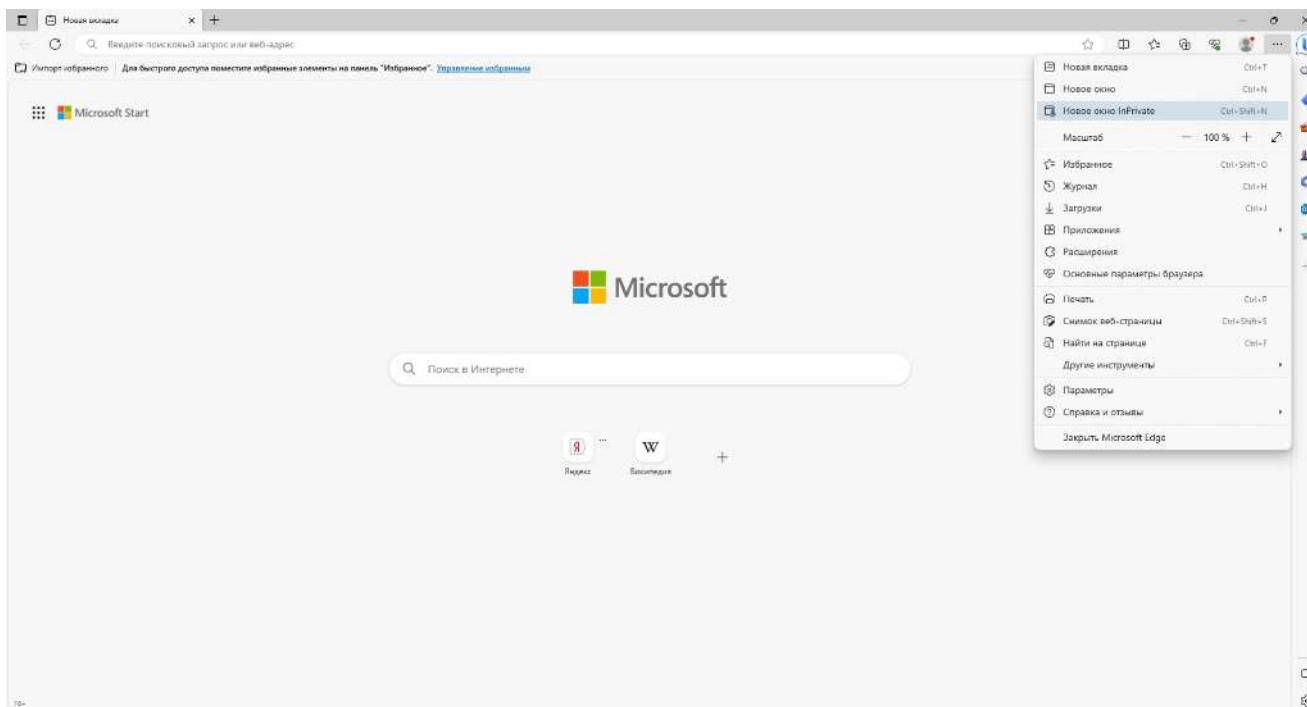 Новая вкладка
Введите поисковый запрос или веб-адрес
Импорт избранного Для быстрого доступа поместите избранные элементы на панель "Избранное". Управление избранным
Microsoft Start
Новая вкладка Ctrl+T
Новое окно Ctrl+N
Новое окно InPrivate Ctrl+Shift+N
Масштаб — 100 % +
Избранное Ctrl+Shift+O
Журнал Ctrl+H
Загрузки Ctrl+J
Приложения
Расширения
Основные параметры браузера
Печать Ctrl+P
Снимок веб-страницы Ctrl+Shift+S
Найти на странице Ctrl+F
Другие инструменты
Параметры
Справка и отзывы
Закрыть Microsoft Edge
Microsoft
Поиск в Интернете
Я W
Яндекс Википедия